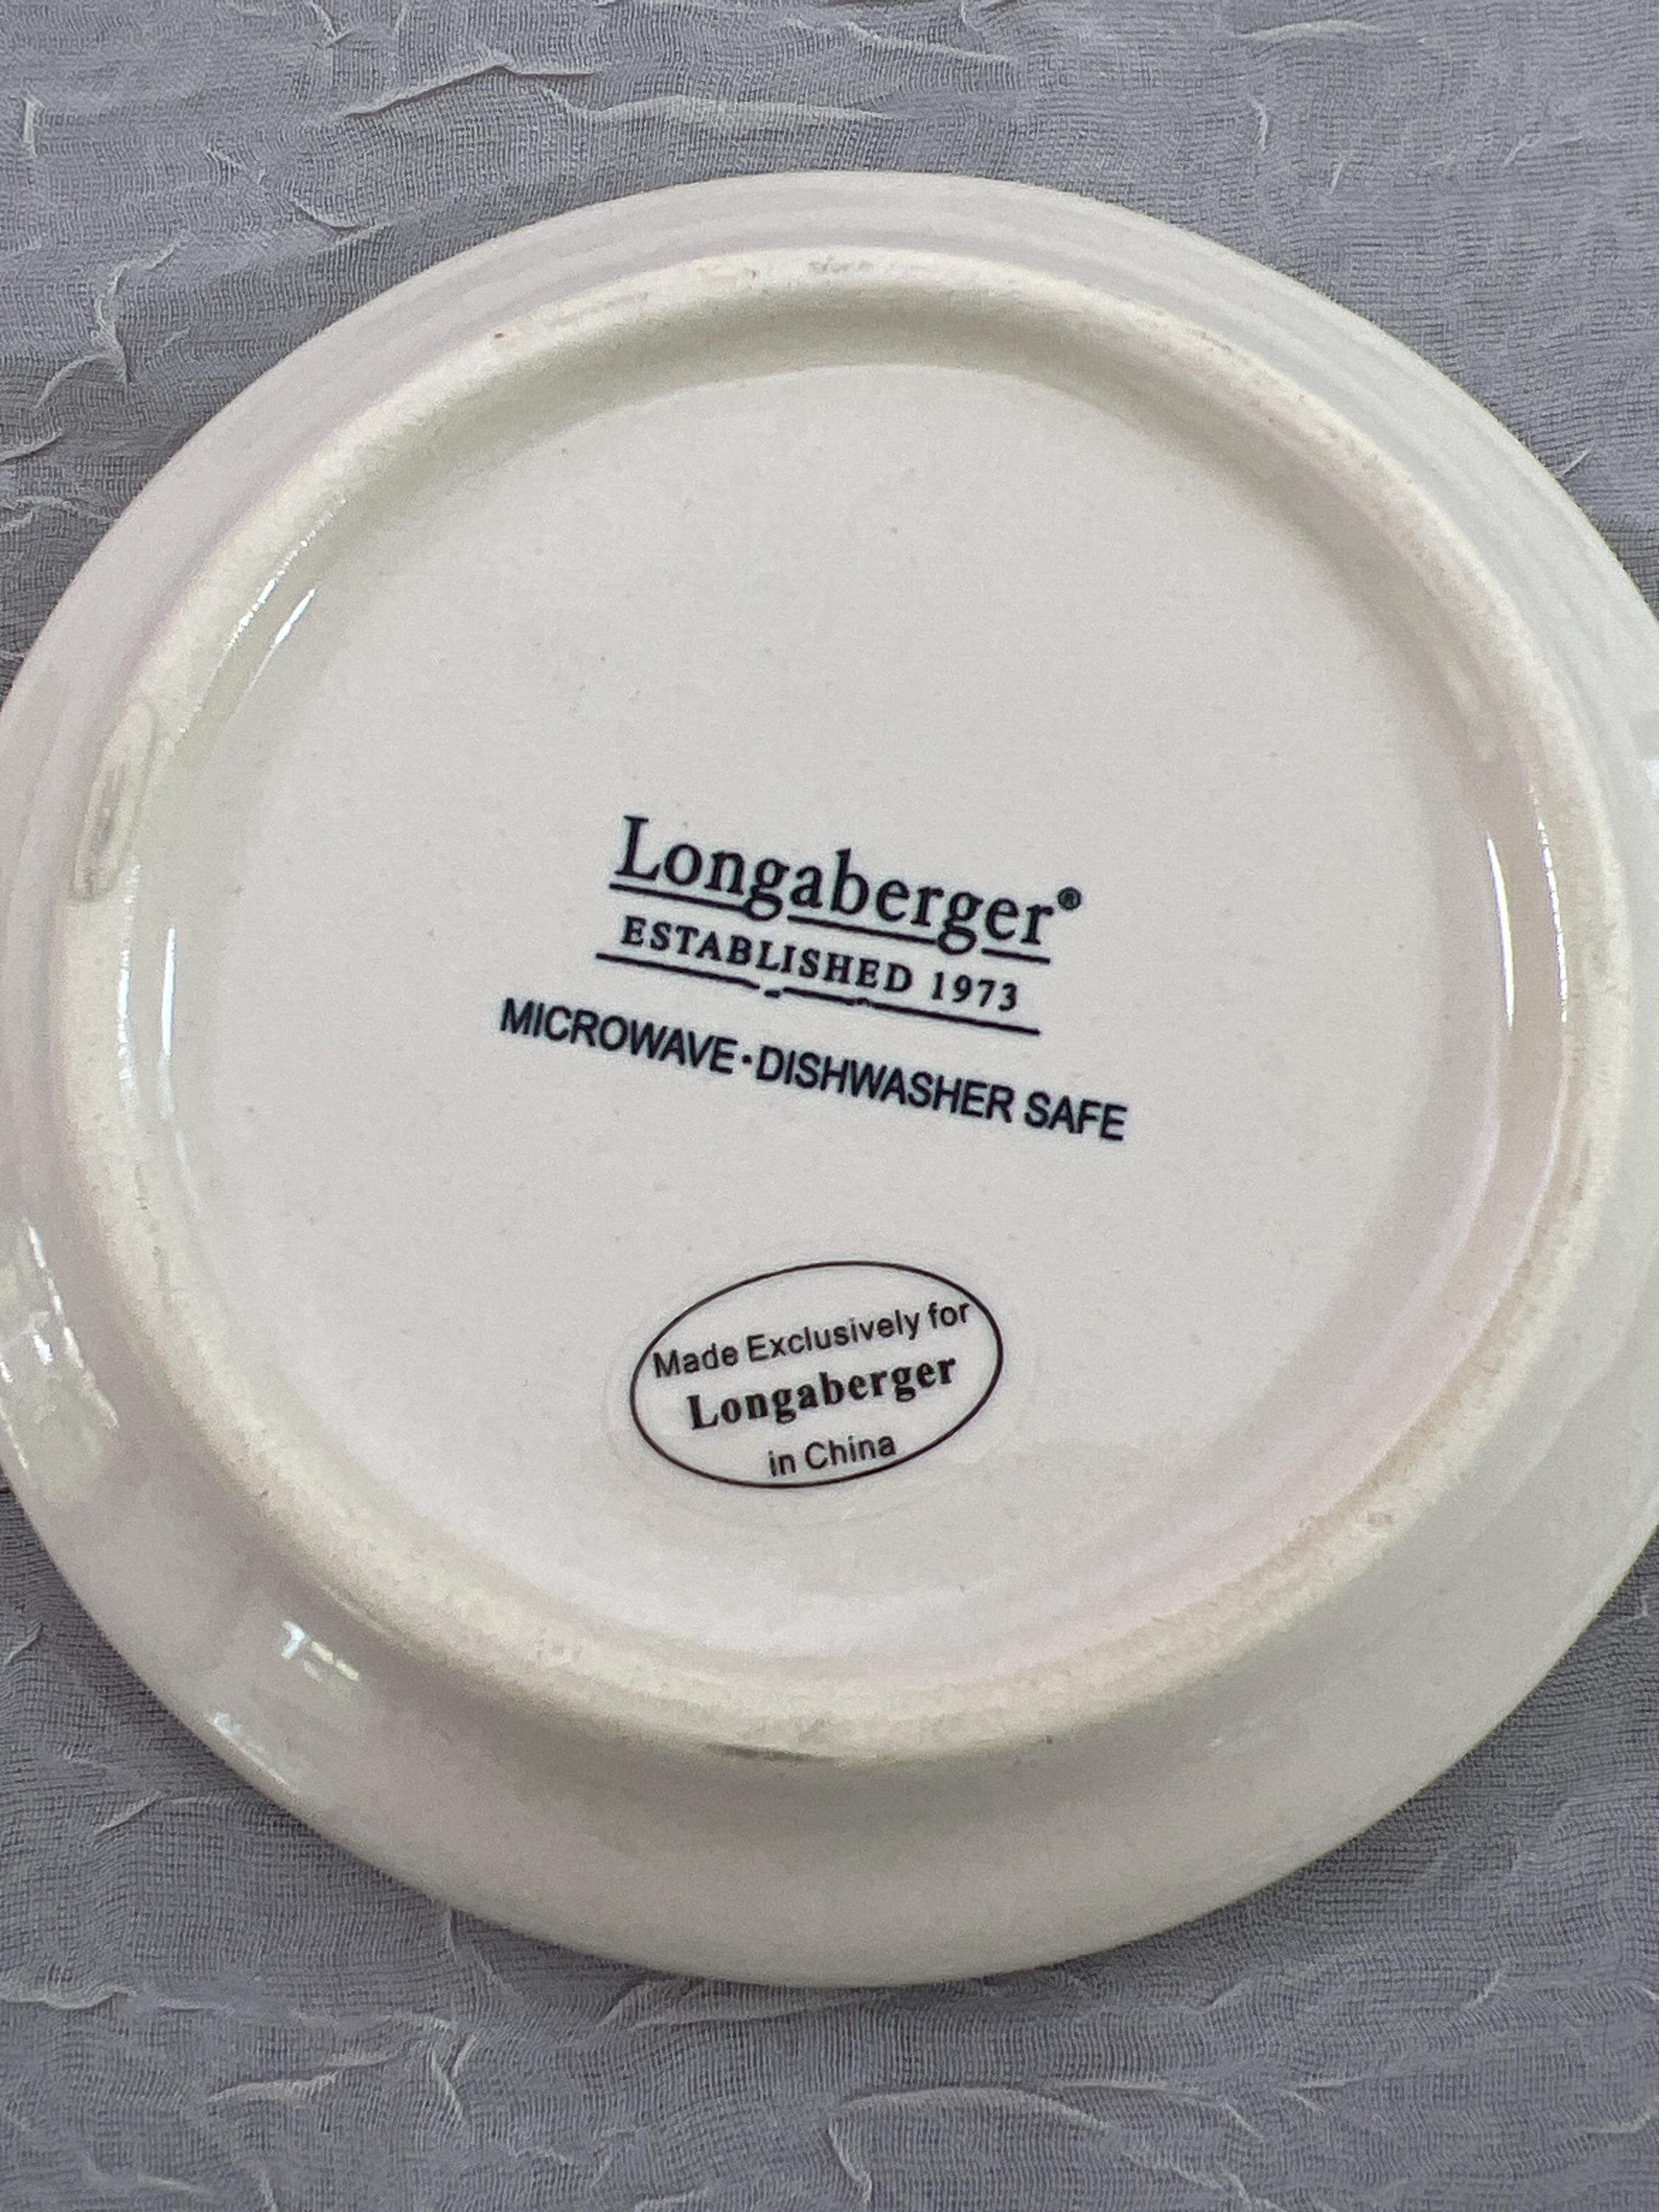 Longaberger®
ESTABLISHED 1973
MICROWAVE·DISHWASHER SAFE
Made Exclusively for
Longaberger
in China